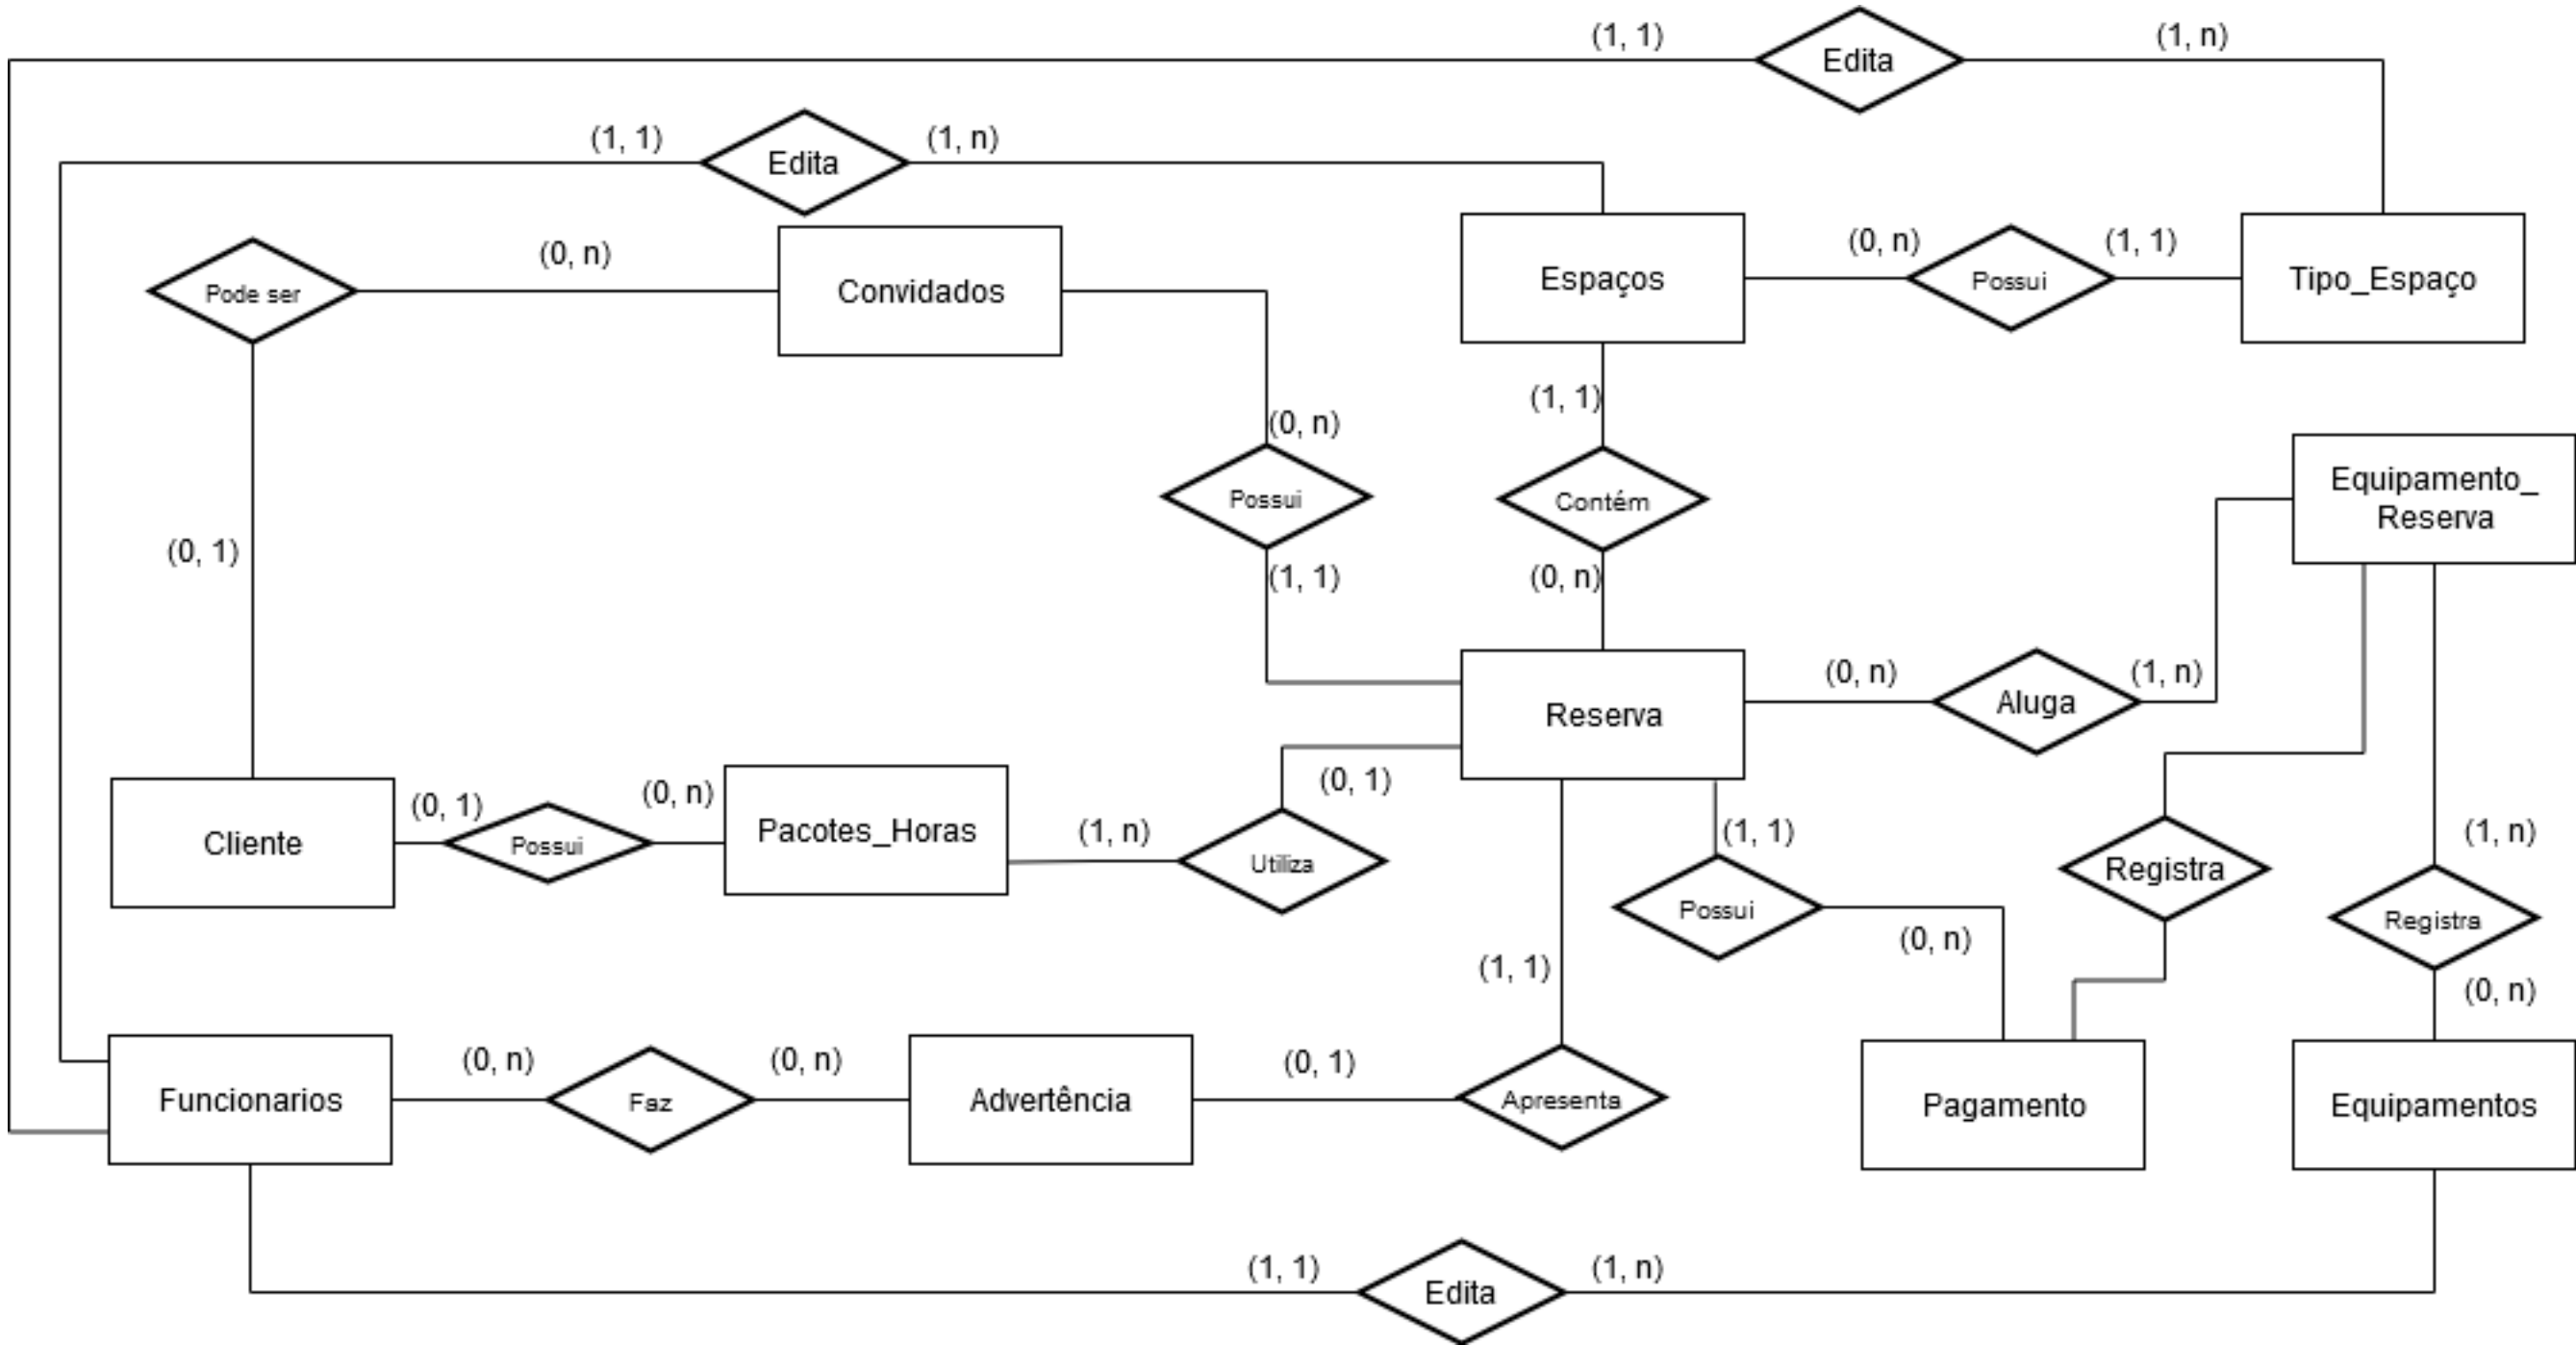 (1, 1)
Edita
(1, n)
(1, 1)
Edita
(1, n)
Pode ser
(0, n)
Convidados
Espaços
(0, n)
Possui
(1, 1)
Tipo_Espaço
(1, 1)
(0, n)
Possui
Contém
Equipamento_
Reserva
(0, 1)
(1, 1)
(0, n)
Reserva
(0, n)
Aluga
(1, n)
Cliente
(0, 1)
Possui
(0, n)
Pacotes_Horas
(1, n)
(0, 1)
Utiliza
(1, 1)
Possui
(0, n)
Registra
(1, n)
Registra
(0, n)
(1, 1)
Funcionarios
(0, n)
Faz
(0, n)
Advertência
(0, 1)
Apresenta
Pagamento
Equipamentos
(1, 1)
Edita
(1, n)